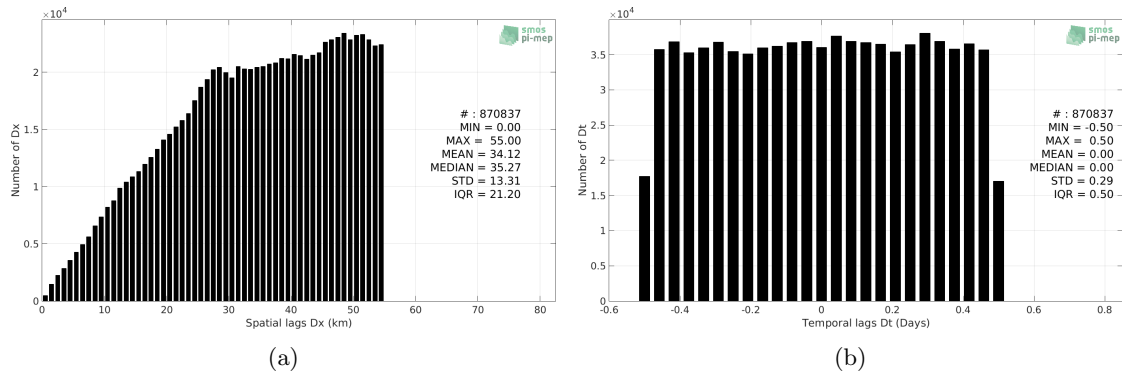 ×10⁴
smos
pi-mep
2
1.5
1
0.5
0
Number of Dx
# : 870837
MIN = 0.00
MAX = 55.00
MEAN = 34.12
MEDIAN = 35.27
STD = 13.31
IQR = 21.20
0 10 20 30 40 50 60 70 80
Spatial lags Dx (km)
(a)
×10⁴
smos
pi-mep
3.5
3
2.5
2
1.5
1
0.5
0
Number of Dt
# : 870837
MIN = -0.50
MAX = 0.50
MEAN = 0.00
MEDIAN = 0.00
STD = 0.29
IQR = 0.50
-0.6 -0.4 -0.2 0 0.2 0.4 0.6 0.8
Temporal lags Dt (Days)
(b)